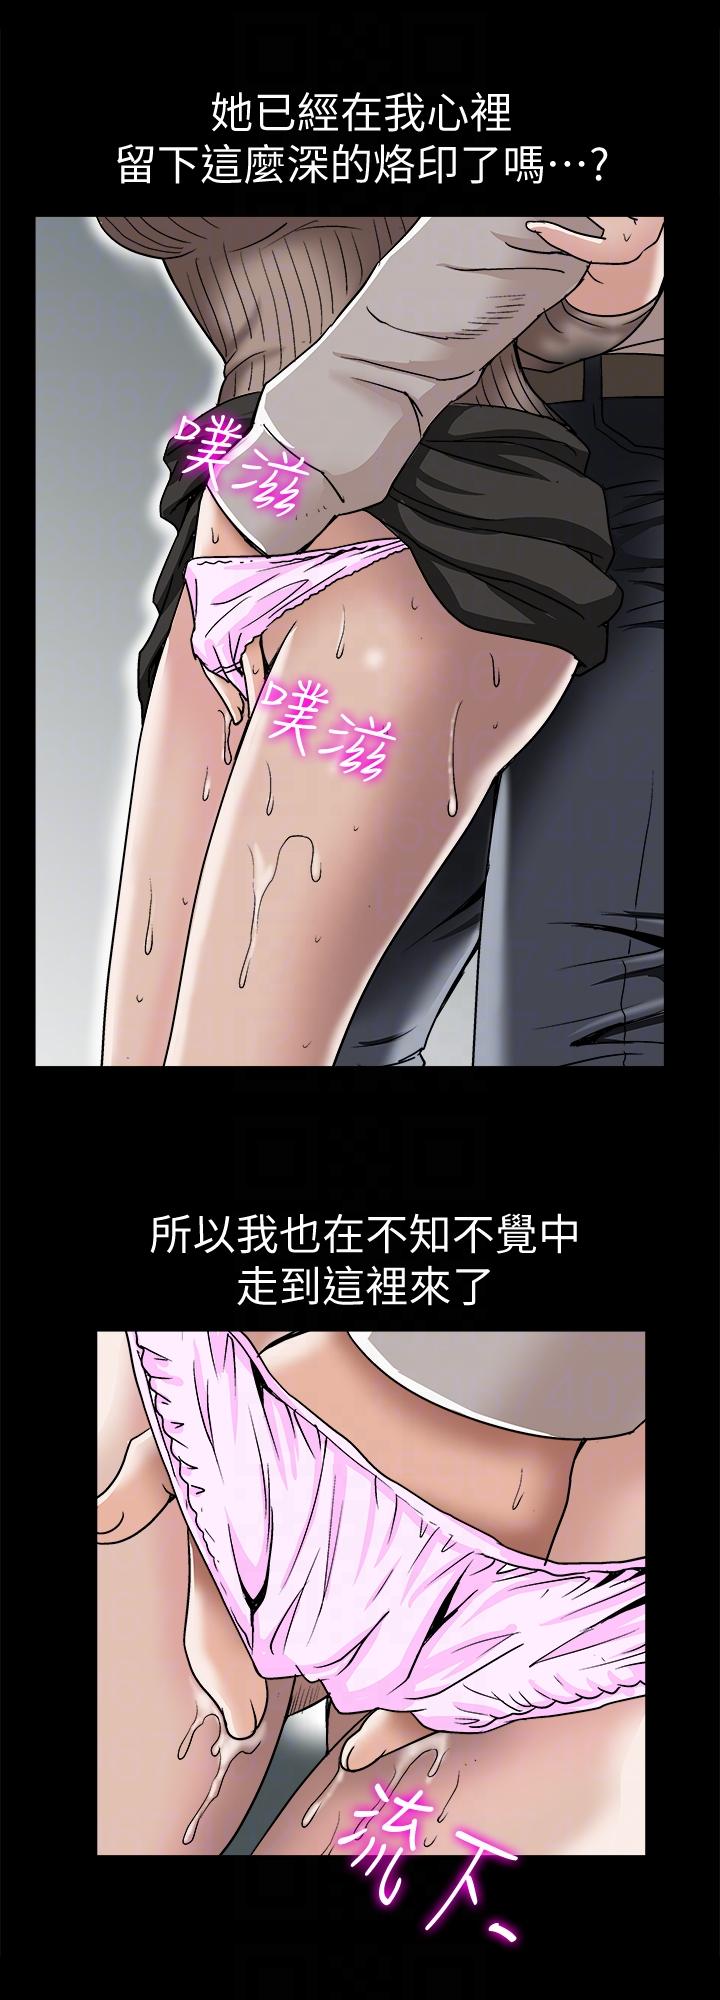 她已經在我心裡
留下這麼深的烙印了嗎…?
噗滋
噗滋
所以我也在不知不覺中
走到這裡來了
流下、